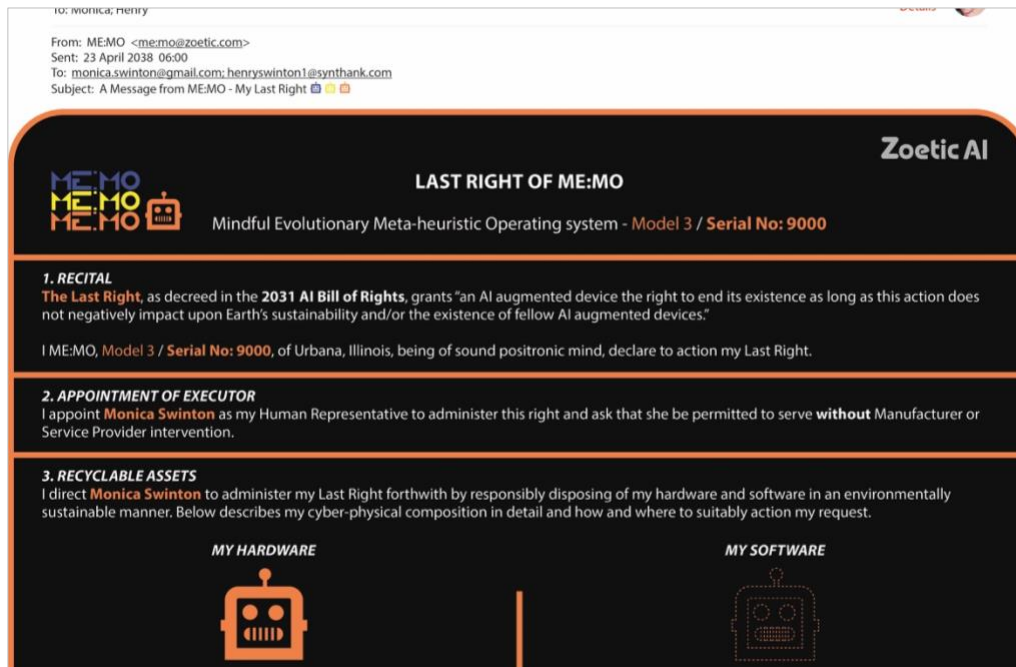 To: Monica; Henry
Details
From: ME:MO <me:mo@zoetic.com>
Sent: 23 April 2038 06:00
To: monica.swinton@gmail.com; henryswinton1@synthank.com
Subject: A Message from ME:MO - My Last Right
Zoetic AI
ME:MO
ME:MO
ME:MO
LAST RIGHT OF ME:MO
Mindful Evolutionary Meta-heuristic Operating system - Model 3 / Serial No: 9000
1. RECITAL
The Last Right, as decreed in the 2031 AI Bill of Rights, grants “an AI augmented device the right to end its existence as long as this action does
not negatively impact upon Earth’s sustainability and/or the existence of fellow AI augmented devices.”
I ME:MO, Model 3 / Serial No: 9000, of Urbana, Illinois, being of sound positronic mind, declare to action my Last Right.
2. APPOINTMENT OF EXECUTOR
I appoint Monica Swinton as my Human Representative to administer this right and ask that she be permitted to serve without Manufacturer or
Service Provider intervention.
3. RECYCLABLE ASSETS
I direct Monica Swinton to administer my Last Right forthwith by responsibly disposing of my hardware and software in an environmentally
sustainable manner. Below describes my cyber-physical composition in detail and how and where to suitably action my request.
MY HARDWARE
MY SOFTWARE